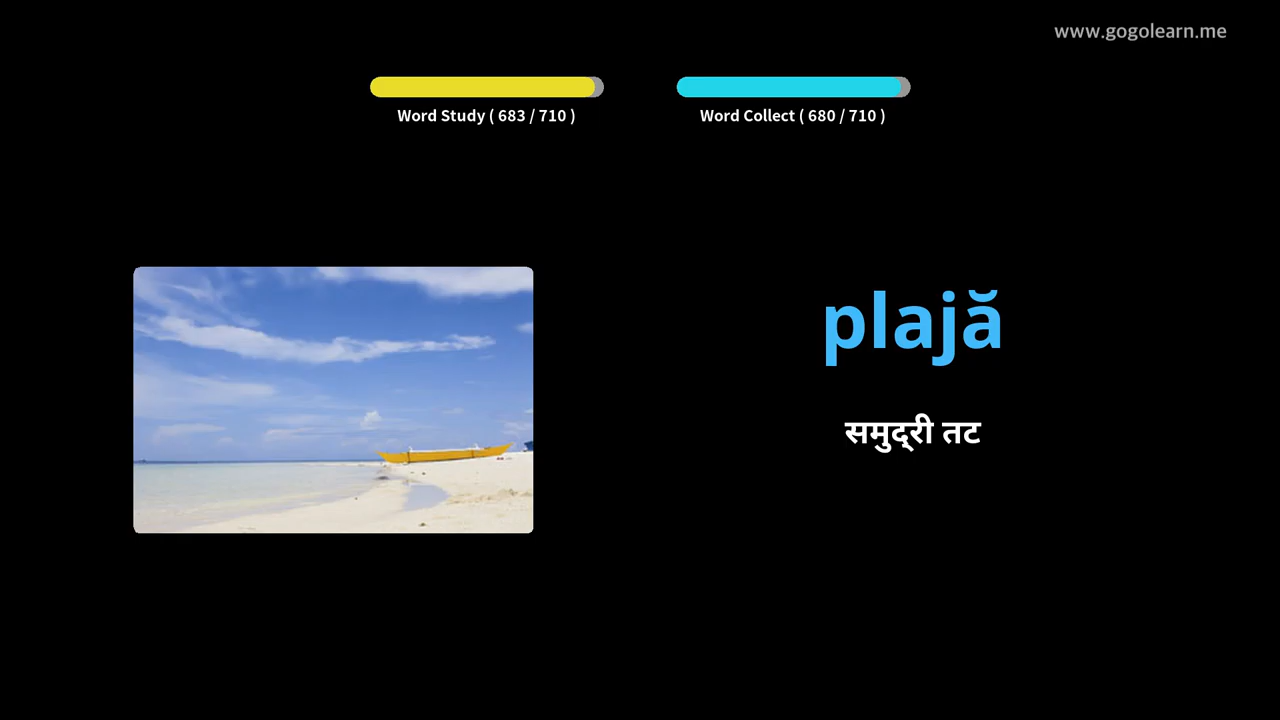 www.gogolearn.me
Word Study ( 683 / 710 )
Word Collect ( 680 / 710 )
plajă
समुद्री तट